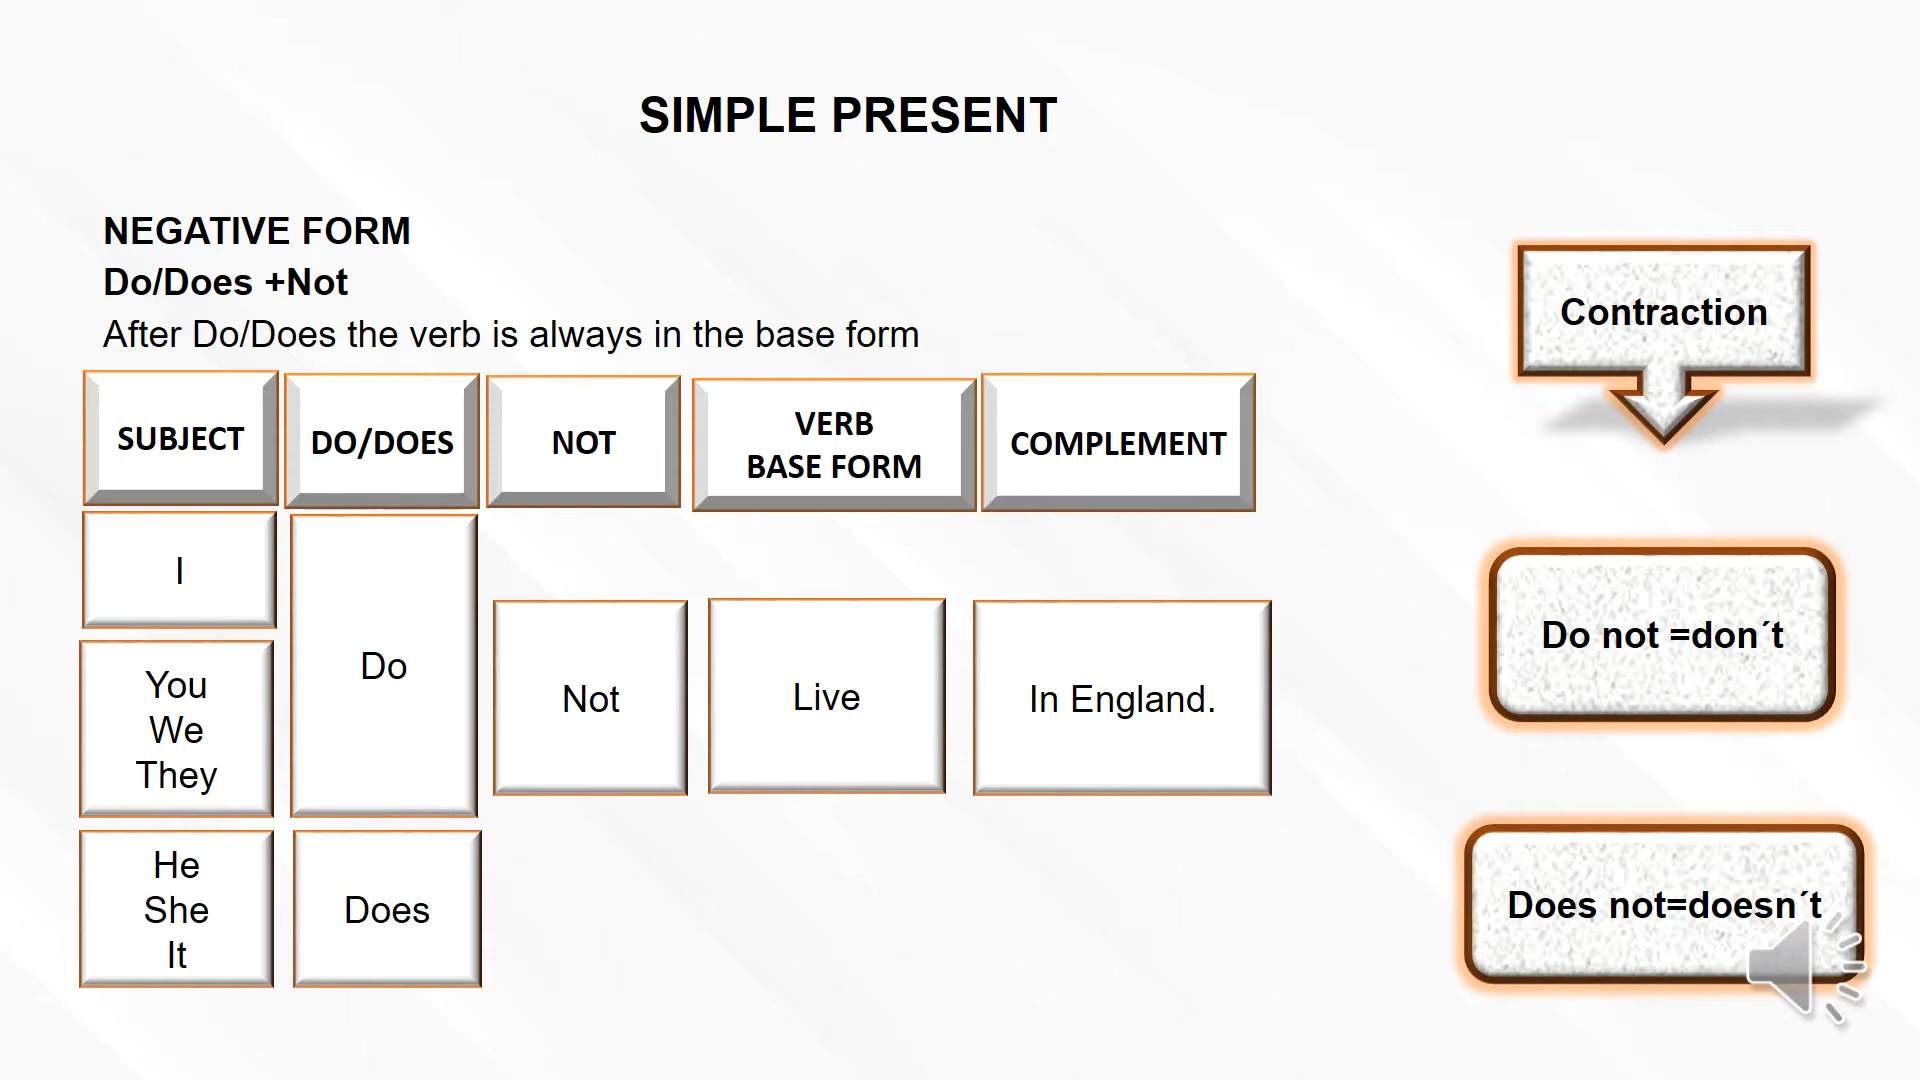 SIMPLE PRESENT
NEGATIVE FORM
Do/Does +Not
After Do/Does the verb is always in the base form
SUBJECT
DO/DOES
NOT
VERB
BASE FORM
COMPLEMENT
I
You
We
They
He
She
It
Do
Does
Not
Live
In England.
Contraction
Do not =don´t
Does not=doesn´t